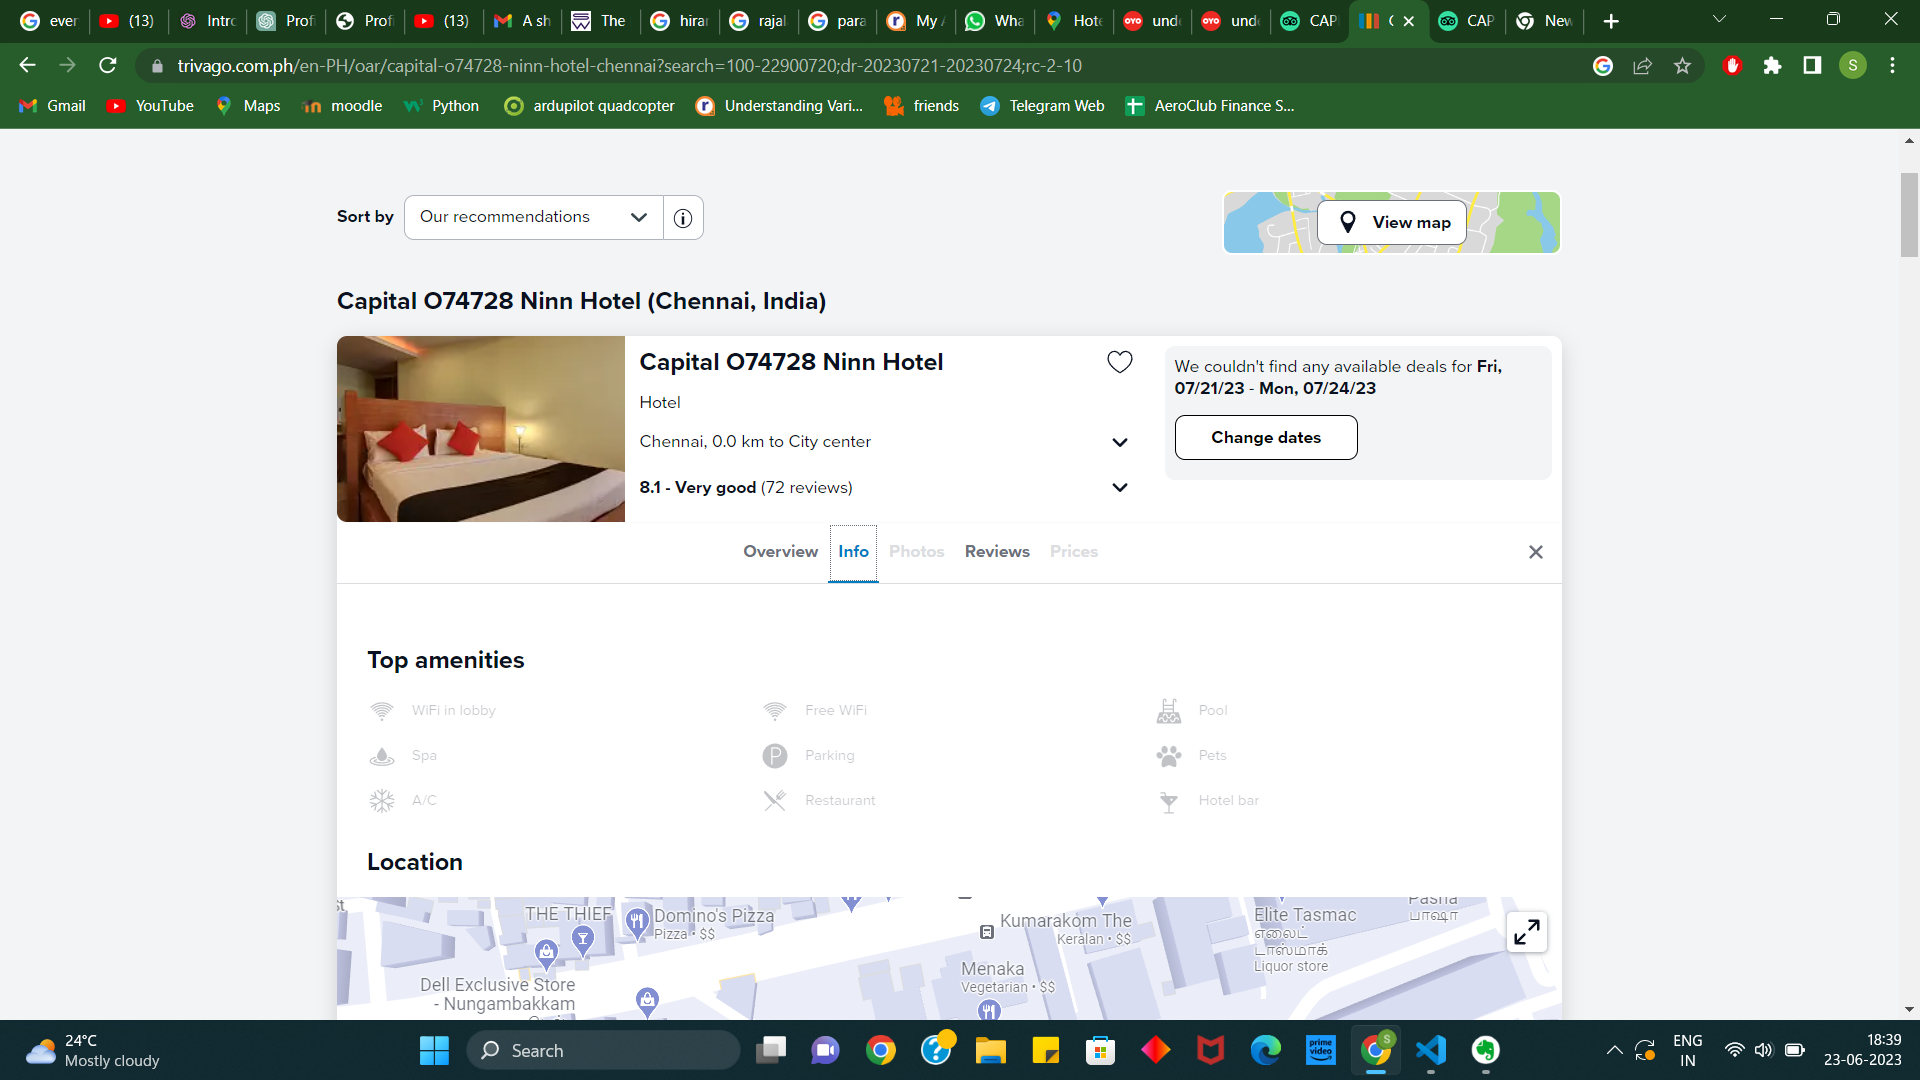 ever
(13)
Intro
Profi
Profi
(13)
A sh
The
hirar
rajal
para
My A
Wha
Hote
und
und
CAP
CAP
New
trivago.com.ph/en-PH/oar/capital-o74728-ninn-hotel-chennai?search=100-22900720;dr-20230721-20230724;rc-2-10
S
Gmail
YouTube
Maps
moodle
Python
ardupilot quadcopter
Understanding Vari...
friends
Telegram Web
AeroClub Finance S...
Sort by
Our recommendations
View map
Capital O74728 Ninn Hotel (Chennai, India)
Capital O74728 Ninn Hotel
Hotel
Chennai, 0.0 km to City center
8.1 - Very good (72 reviews)
We couldn't find any available deals for Fri,
07/21/23 - Mon, 07/24/23
Change dates
Overview
Info
Photos
Reviews
Prices
Top amenities
WiFi in lobby
Free WiFi
Pool
Spa
Parking
Pets
A/C
Restaurant
Hotel bar
Location
THE THIEF
Domino's Pizza
Pizza • $$
Kumarakom The
Keralan • $$
Elite Tasmac
எலைட்
டாஸ்மாக்
Liquor store
Pasha
பாஷா
Menaka
Vegetarian • $$
Dell Exclusive Store
- Nungambakkam
24°C
Mostly cloudy
Search
prime
video
S
ENG
IN
18:39
23-06-2023